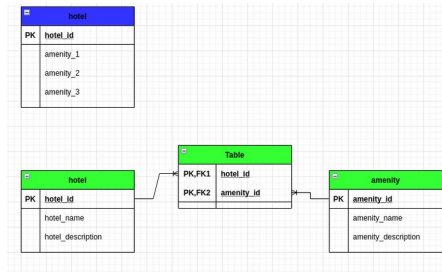 hotel
PK hotel_id
amenity_1
amenity_2
amenity_3
Table
PK,FK1 hotel_id
PK,FK2 amenity_id
hotel
PK hotel_id
hotel_name
hotel_description
amenity
PK amenity_id
amenity_name
amenity_description